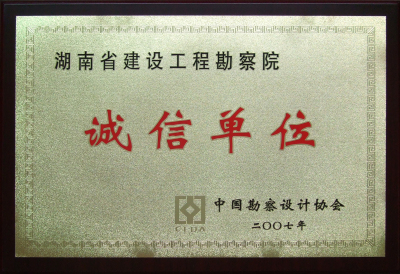 湖南省建设工程勘察院
诚信单位
中国勘察设计协会
二〇〇七年